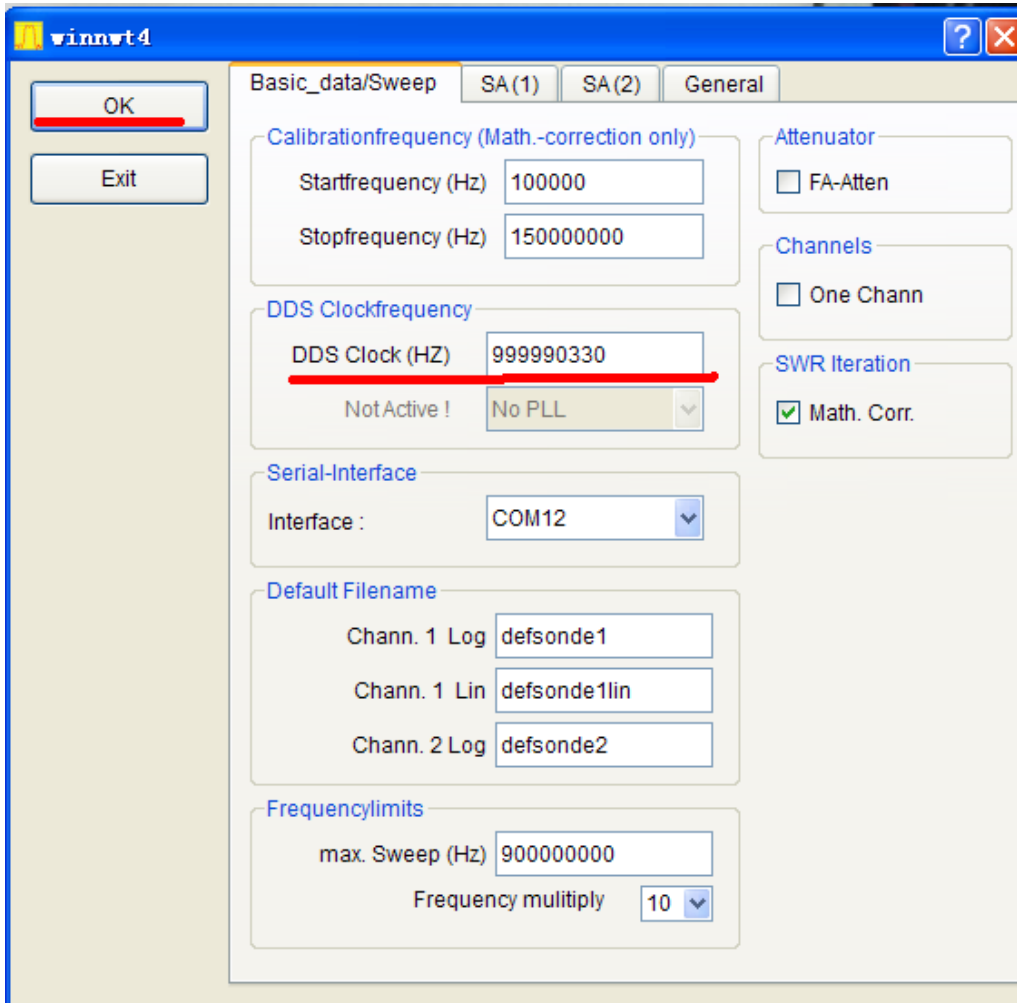 winnwt4
?
OK
Exit
Basic_data/Sweep SA(1) SA(2) General
Calibrationfrequency (Math.-correction only)
Startfrequency (Hz) 100000
Stopfrequency (Hz) 150000000
DDS Clockfrequency
DDS Clock (HZ) 999990330
Not Active ! No PLL
Serial-Interface
Interface : COM12
Default Filename
Chann. 1 Log defsonde1
Chann. 1 Lin defsonde1lin
Chann. 2 Log defsonde2
Frequencylimits
max. Sweep (Hz) 900000000
Frequency mulitiply 10
Attenuator
FA-Atten
Channels
One Chann
SWR Iteration
Math. Corr.